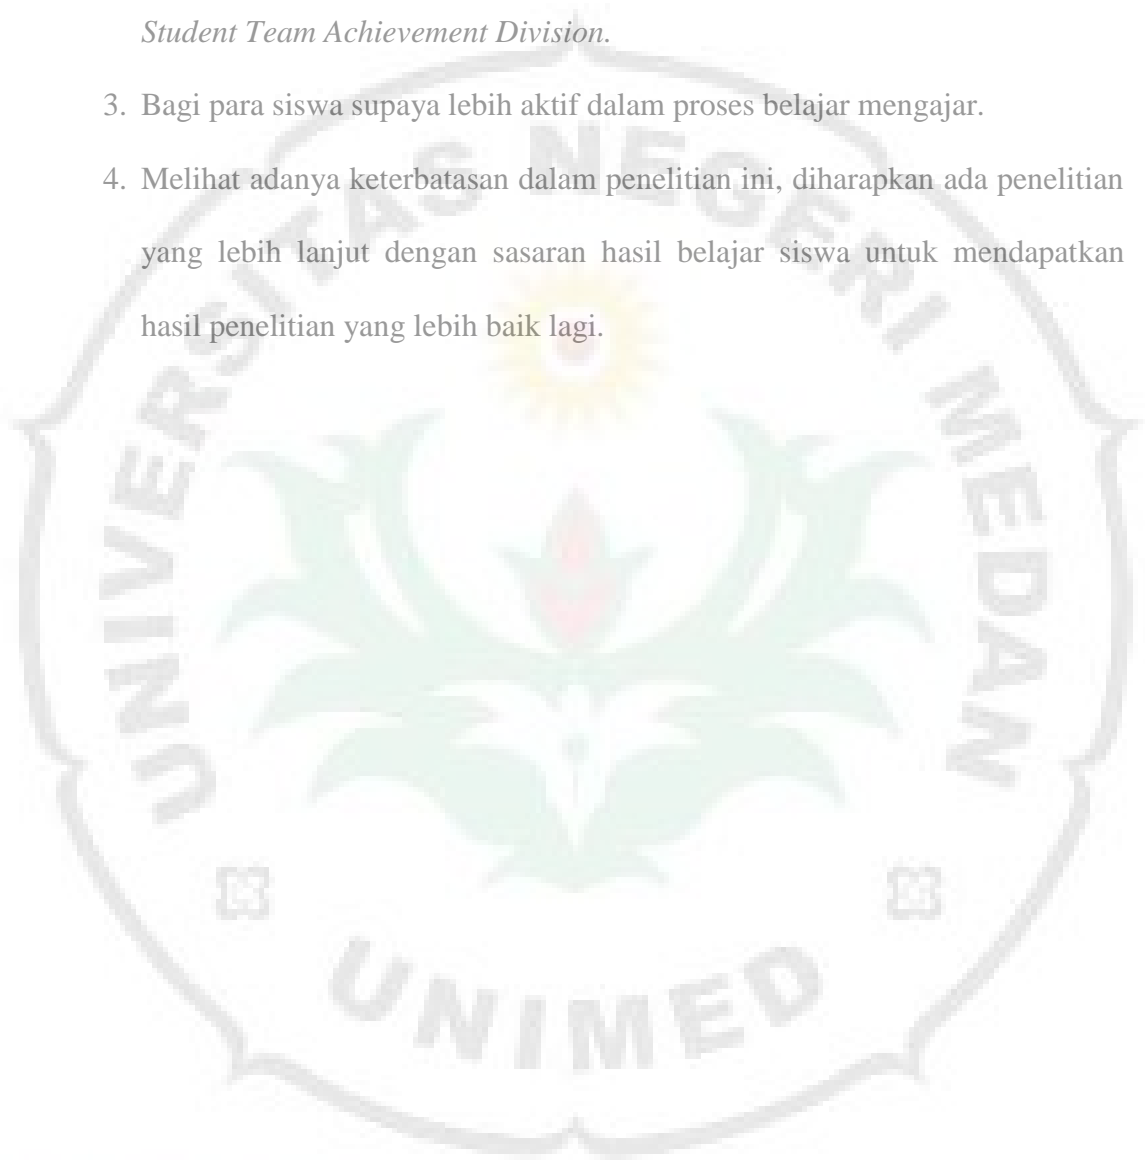 Student Team Achievement Division.
3. Bagi para siswa supaya lebih aktif dalam proses belajar mengajar.
4. Melihat adanya keterbatasan dalam penelitian ini, diharapkan ada penelitian
yang lebih lanjut dengan sasaran hasil belajar siswa untuk mendapatkan
hasil penelitian yang lebih baik lagi.
UNIVERSITAS NEGERI MEDAN
UNIMED